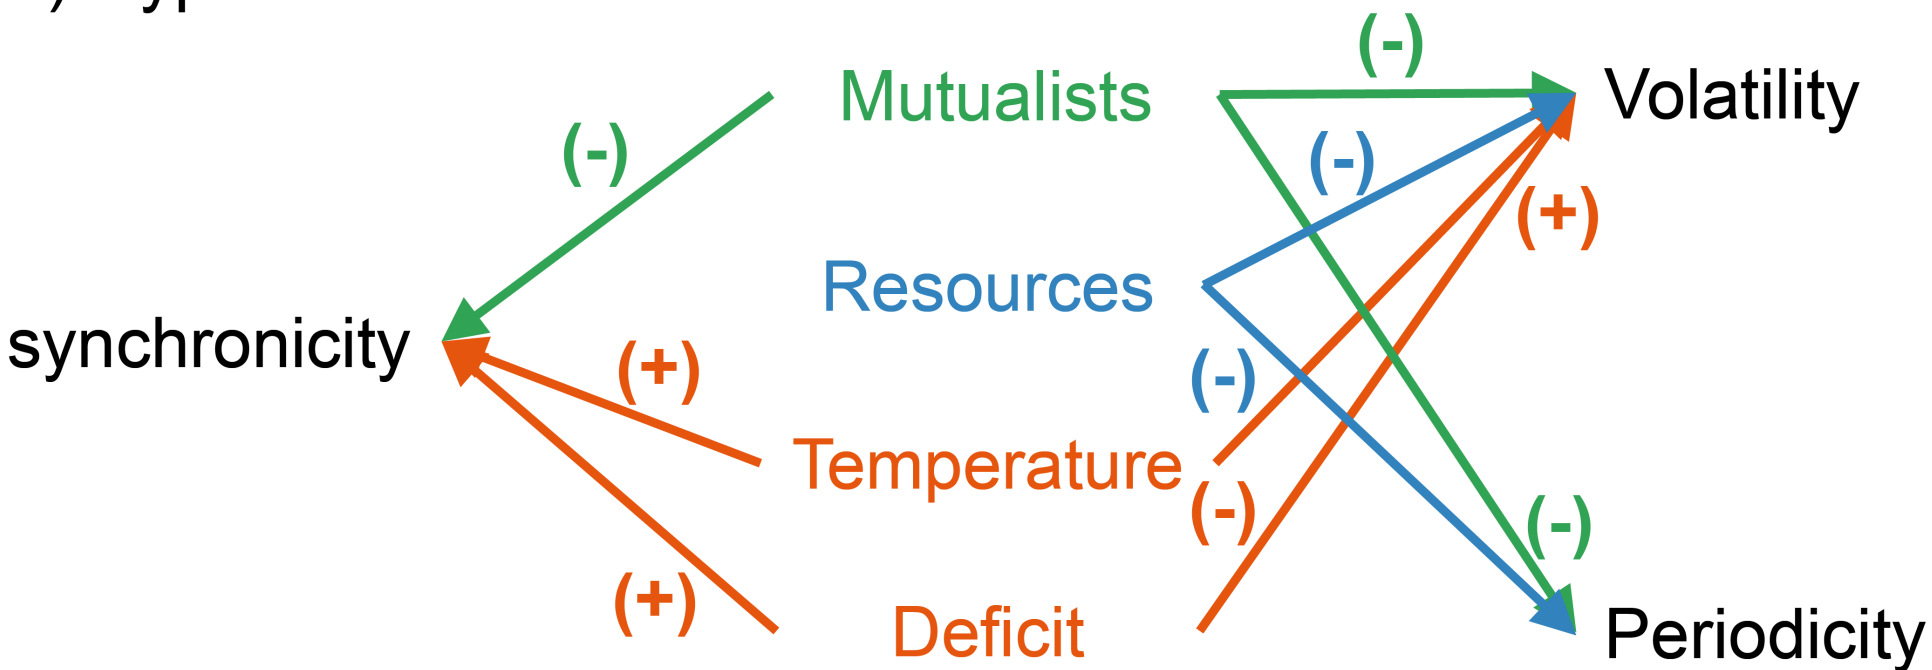 (-)
Mutualists
Volatility
(-)
(-)
(+)
Resources
synchronicity
(+)
(-)
Temperature
(-)
(-)
(+)
Deficit
Periodicity